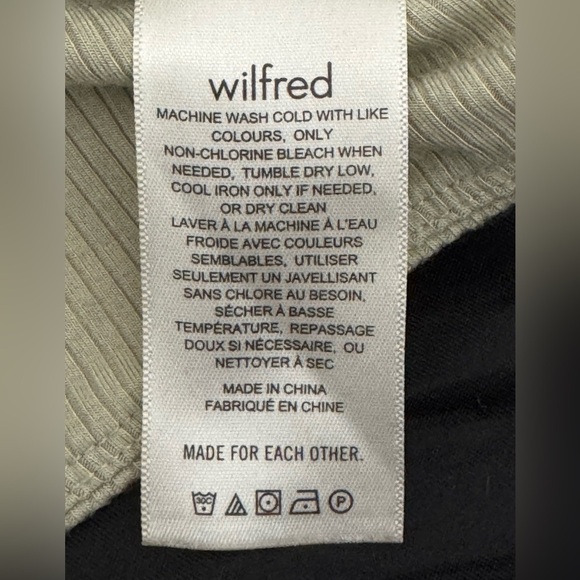 wilfred
MACHINE WASH COLD WITH LIKE
COLOURS, ONLY
NON-CHLORINE BLEACH WHEN
NEEDED, TUMBLE DRY LOW,
COOL IRON ONLY IF NEEDED,
OR DRY CLEAN
LAVER À LA MACHINE À L'EAU
FROIDE AVEC COULEURS
SEMBLABLES, UTILISER
SEULEMENT UN JAVELLISANT
SANS CHLORE AU BESOIN,
SÉCHER À BASSE
TEMPÉRATURE, REPASSAGE
DOUX SI NÉCESSAIRE, OU
NETTOYER À SEC
MADE IN CHINA
FABRIQUÉ EN CHINE
MADE FOR EACH OTHER.
30C P